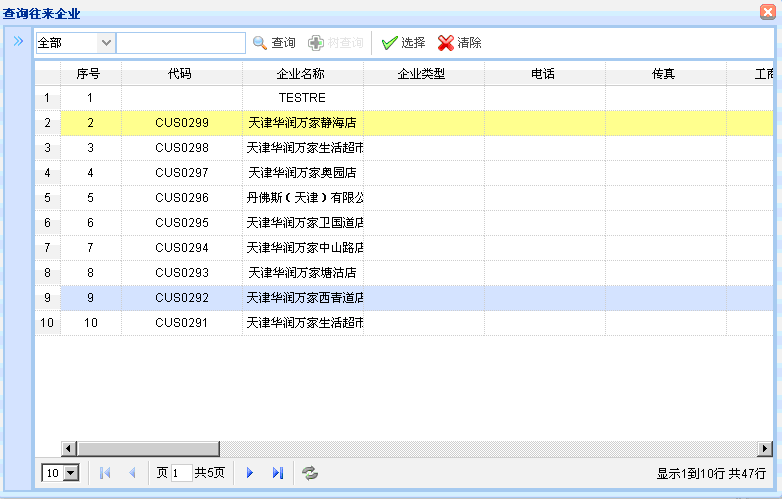 查询往来企业
全部 查询 树查询 选择 清除
序号 代码 企业名称 企业类型 电话 传真 工商
1 1 TESTRE
2 2 CUS0299 天津华润万家静海店
3 3 CUS0298 天津华润万家生活超市
4 4 CUS0297 天津华润万家奥园店
5 5 CUS0296 丹佛斯（天津）有限公
6 6 CUS0295 天津华润万家卫国道店
7 7 CUS0294 天津华润万家中山路店
8 8 CUS0293 天津华润万家塘沽店
9 9 CUS0292 天津华润万家西青道店
10 10 CUS0291 天津华润万家生活超市
10 页 1 共5页 显示1到10行 共47行